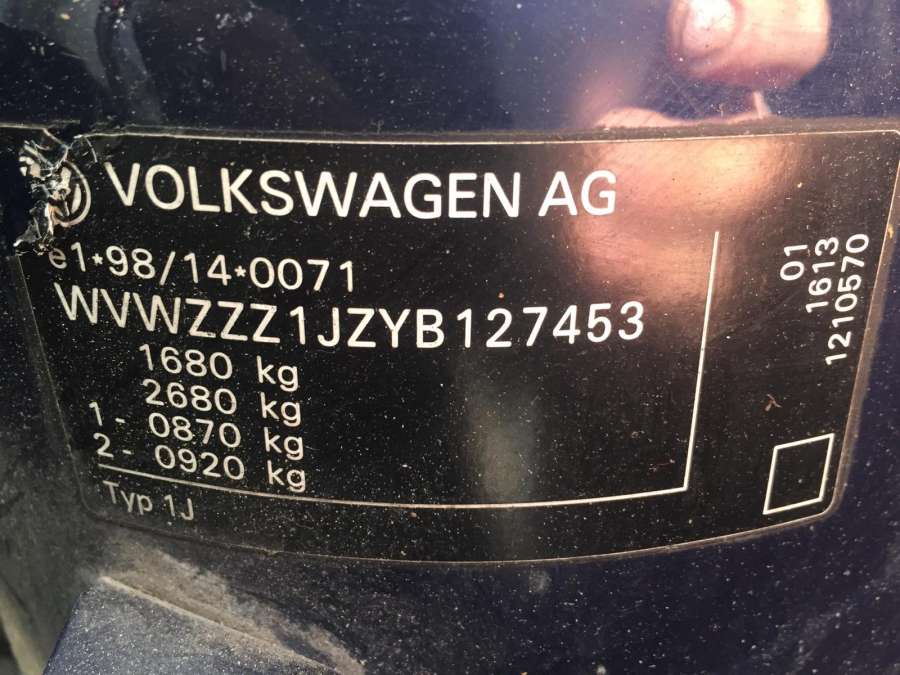 VOLKSWAGEN AG
e1*98/14*0071
WVWZZZ1JZYB127453
1680 kg
2680 kg
1- 0870 kg
2- 0920 kg
Typ 1J
01
1613
1210570